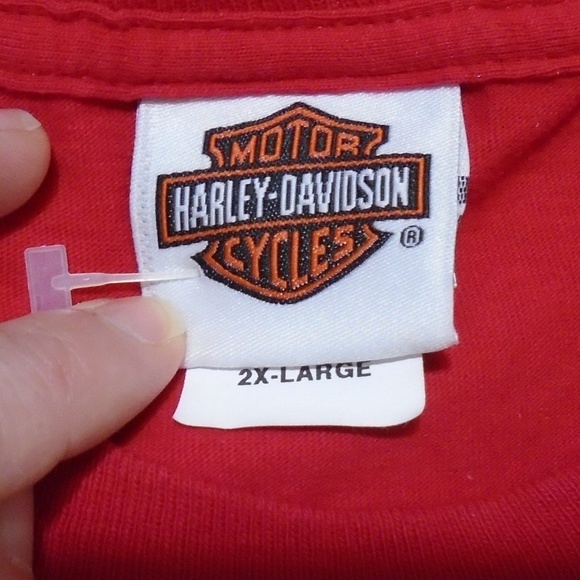 MOTOR
HARLEY-DAVIDSON
CYCLES
®
2X-LARGE